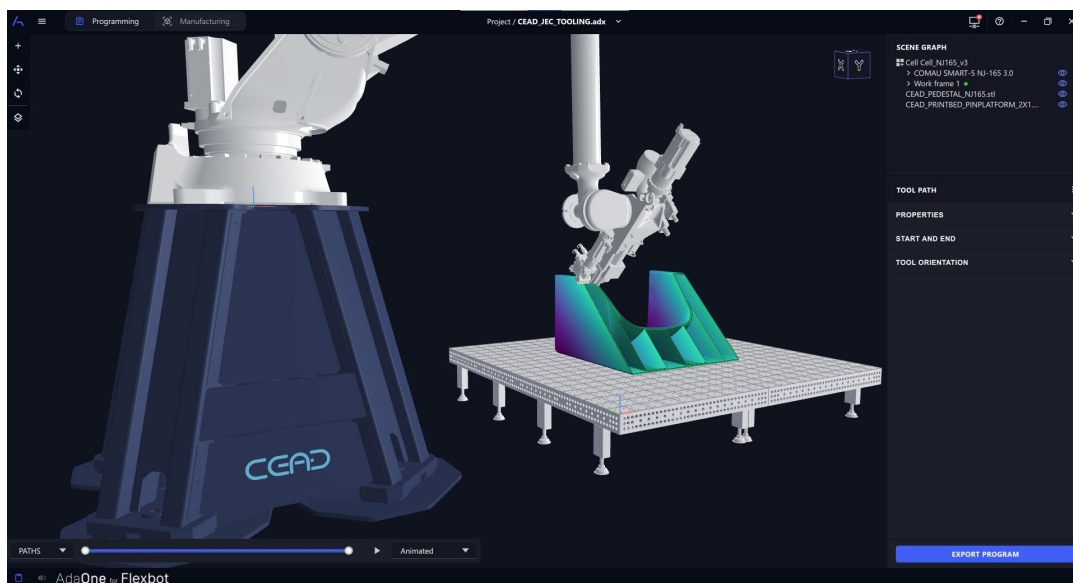 Programming
Manufacturing
Project / CEAD_JEC_TOOLING.adx
SCENE GRAPH
Cell Cell_NJ165_v3
COMAU SMART-5 NJ-165 3.0
Work frame 1
CEAD_PEDESTAL_NJ165.stl
CEAD_PRINTBED_PINPLATFORM_2X1....
X Y
TOOL PATH
PROPERTIES
START AND END
TOOL ORIENTATION
CEAD
PATHS
Animated
EXPORT PROGRAM
AdaOne for Flexbot